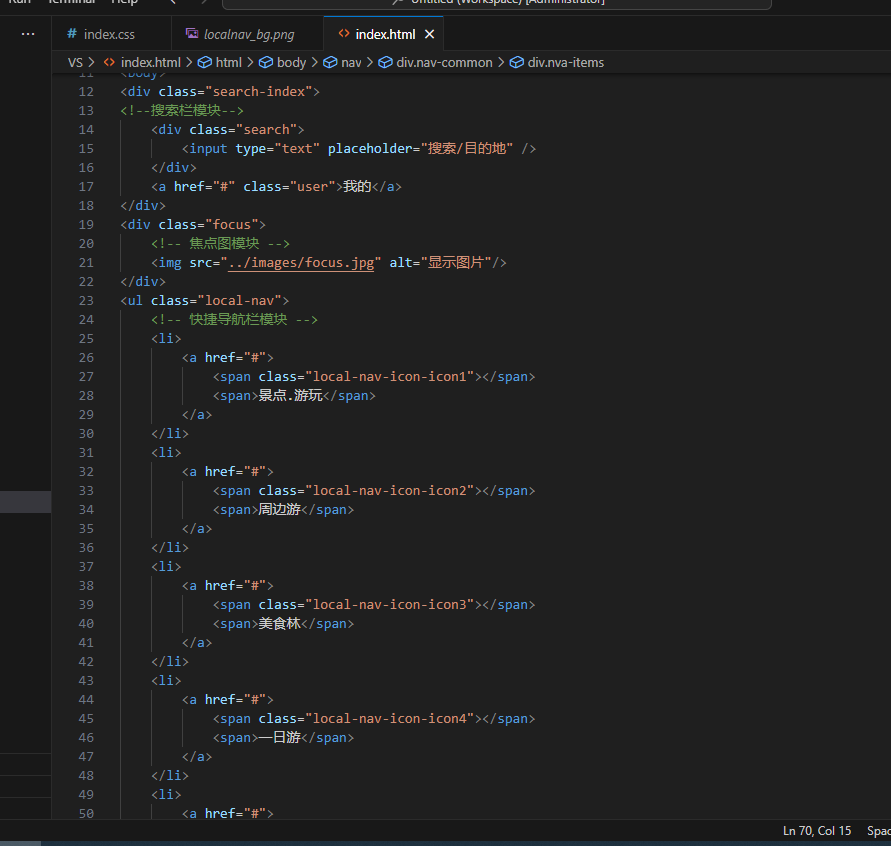 Run Terminal Help Untitled (Workspace) [Administrator]
index.css localnav_bg.png index.html
VS > index.html > html > body > nav > div.nav-common > div.nva-items
11 <body>
12 <div class="search-index">
13 <!--搜索栏模块-->
14 <div class="search">
15 <input type="text" placeholder="搜索/目的地" />
16 </div>
17 <a href="#" class="user">我的</a>
18 </div>
19 <div class="focus">
20 <!-- 焦点图模块 -->
21 <img src="../images/focus.jpg" alt="显示图片"/>
22 </div>
23 <ul class="local-nav">
24 <!-- 快捷导航栏模块 -->
25 <li>
26 <a href="#">
27 <span class="local-nav-icon-icon1"></span>
28 <span>景点.游玩</span>
29 </a>
30 </li>
31 <li>
32 <a href="#">
33 <span class="local-nav-icon-icon2"></span>
34 <span>周边游</span>
35 </a>
36 </li>
37 <li>
38 <a href="#">
39 <span class="local-nav-icon-icon3"></span>
40 <span>美食林</span>
41 </a>
42 </li>
43 <li>
44 <a href="#">
45 <span class="local-nav-icon-icon4"></span>
46 <span>一日游</span>
47 </a>
48 </li>
49 <li>
50 <a href="#">
Ln 70, Col 15